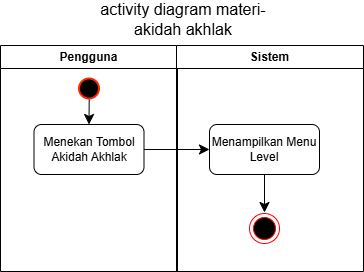 activity diagram materi-
akidah akhlak
Pengguna
Sistem
Menekan Tombol
Akidah Akhlak
Menampilkan Menu
Level